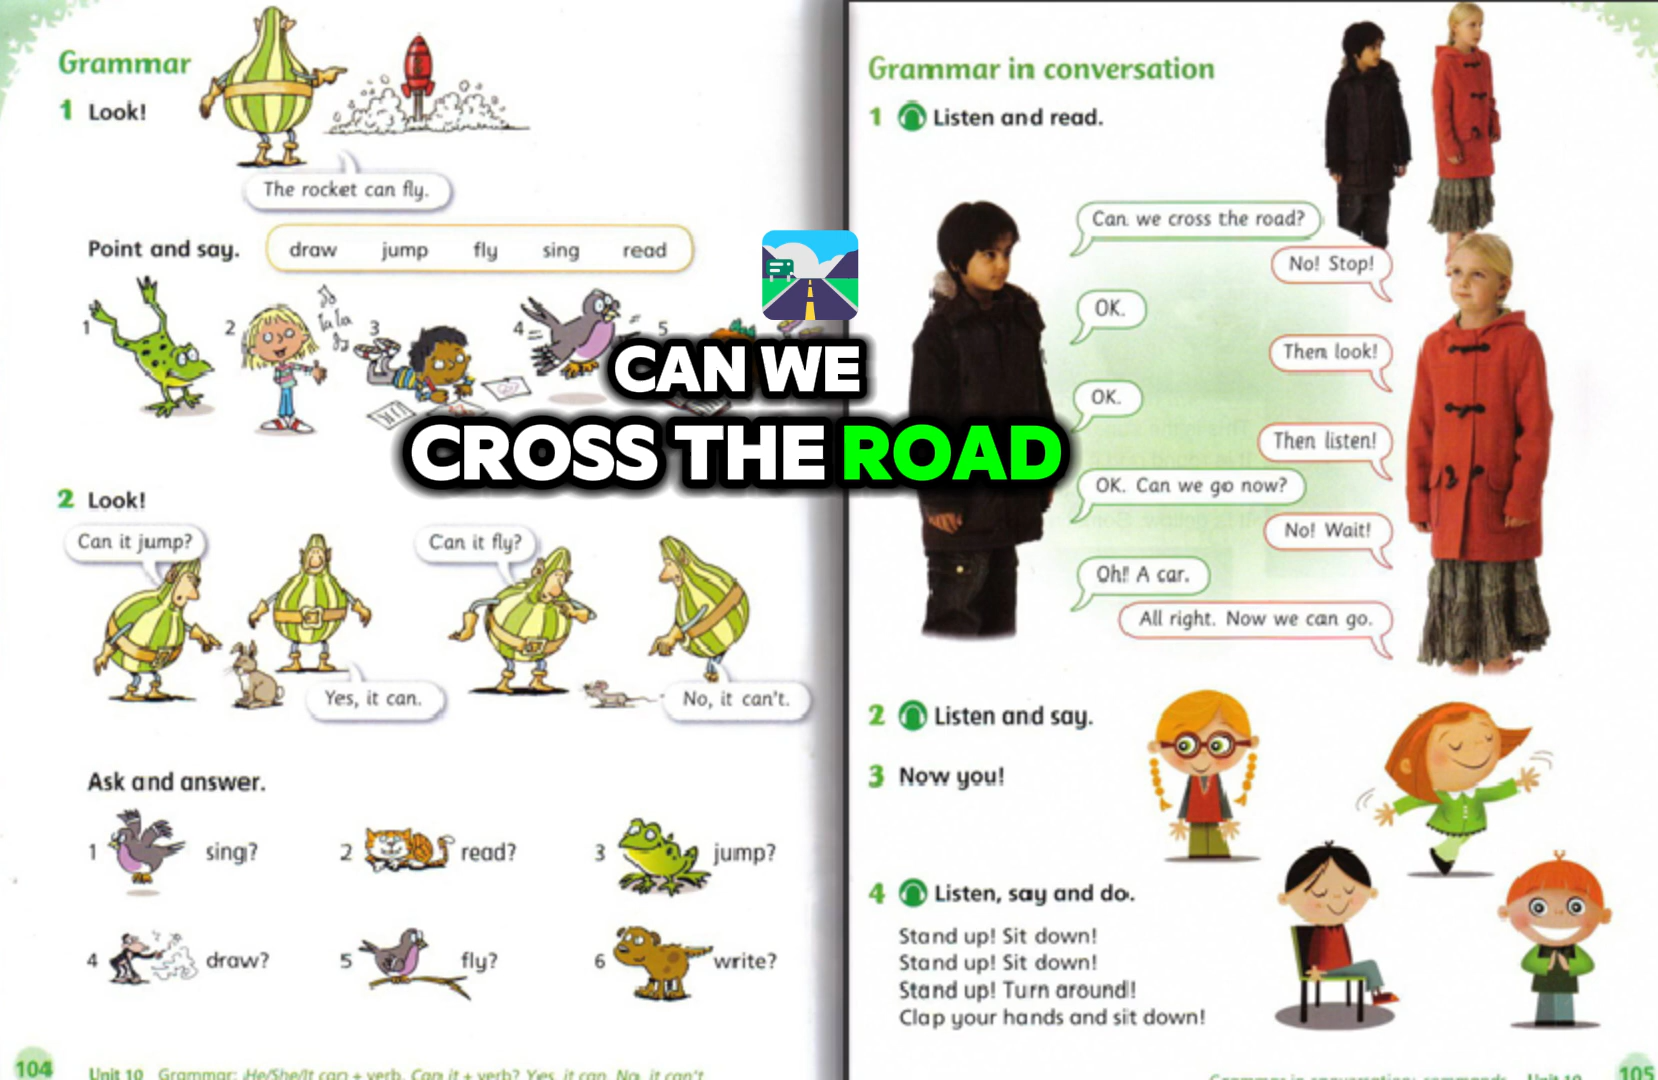 Grammar
1 Look!
The rocket can fly.
Point and say.
draw jump fly sing read
1
2
la la
3
4
5
2 Look!
Can it jump?
Yes, it can.
Can it fly?
No, it can't.
Ask and answer.
1 sing?
2 read?
3 jump?
4 draw?
5 fly?
6 write?
104 Unit 10 Grammar: He/She/It can + verb. Can it + verb? Yes, it can. No, it can't.
CAN WE
CROSS THE ROAD
Grammar in conversation
1 Listen and read.
Can we cross the road?
No! Stop!
OK.
Then look!
OK.
Then listen!
OK. Can we go now?
No! Wait!
Oh! A car.
All right. Now we can go.
2 Listen and say.
3 Now you!
4 Listen, say and do.
Stand up! Sit down!
Stand up! Sit down!
Stand up! Turn around!
Clap your hands and sit down!
Grammar in conversation: commands Unit 10 105